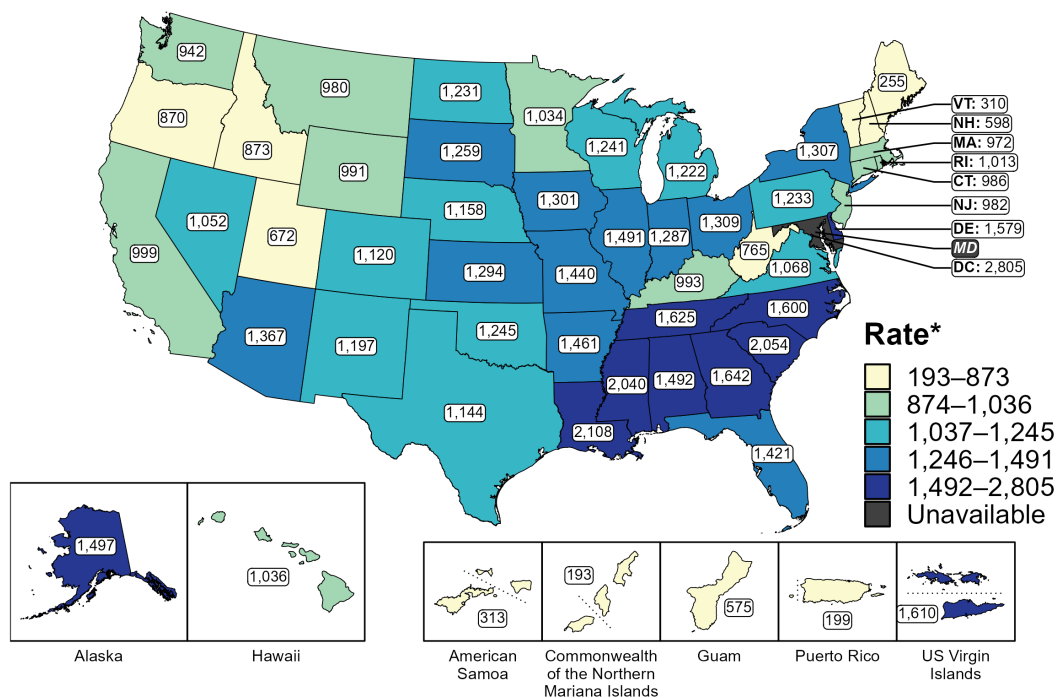 942
980
1,231
1,034
255
VT: 310
NH: 598
MA: 972
RI: 1,013
CT: 986
NJ: 982
DE: 1,579
MD
DC: 2,805
870
873
991
1,259
1,241
1,222
1,307
1,233
1,301
1,158
1,052
672
1,120
999
1,491
1,287
1,309
765
1,068
1,294
1,440
993
1,367
1,197
1,245
1,461
1,625
1,600
2,054
2,040
1,492
1,642
1,144
2,108
1,421
Rate*
193–873
874–1,036
1,037–1,245
1,246–1,491
1,492–2,805
Unavailable
1,497
1,036
313
193
575
199
1,610
Alaska
Hawaii
American
Samoa
Commonwealth
of the Northern
Mariana Islands
Guam
Puerto Rico
US Virgin
Islands